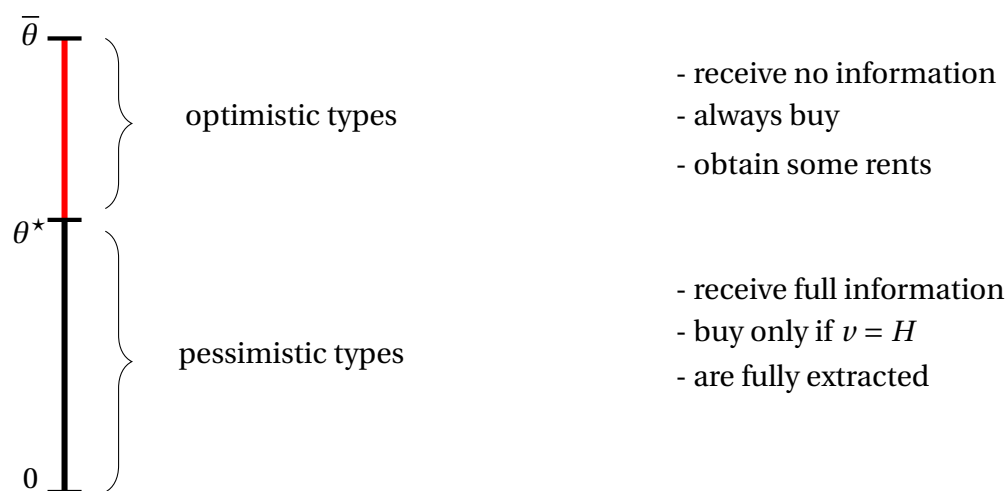 θ̅
optimistic types
- receive no information
- always buy
- obtain some rents
θ⋆
pessimistic types
- receive full information
- buy only if v = H
- are fully extracted
0